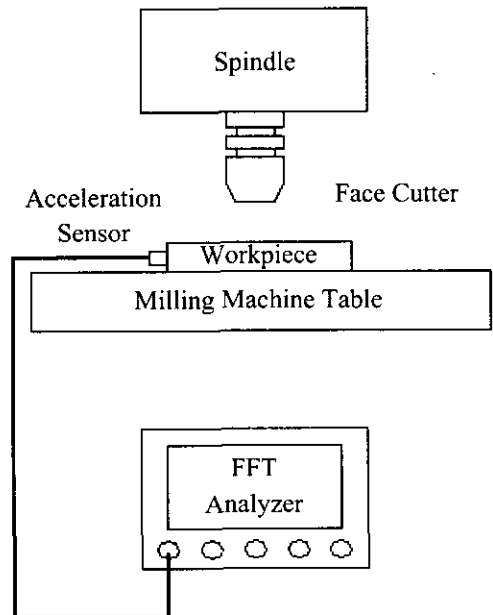 Spindle
Acceleration
Sensor
Face Cutter
Workpiece
Milling Machine Table
FFT
Analyzer